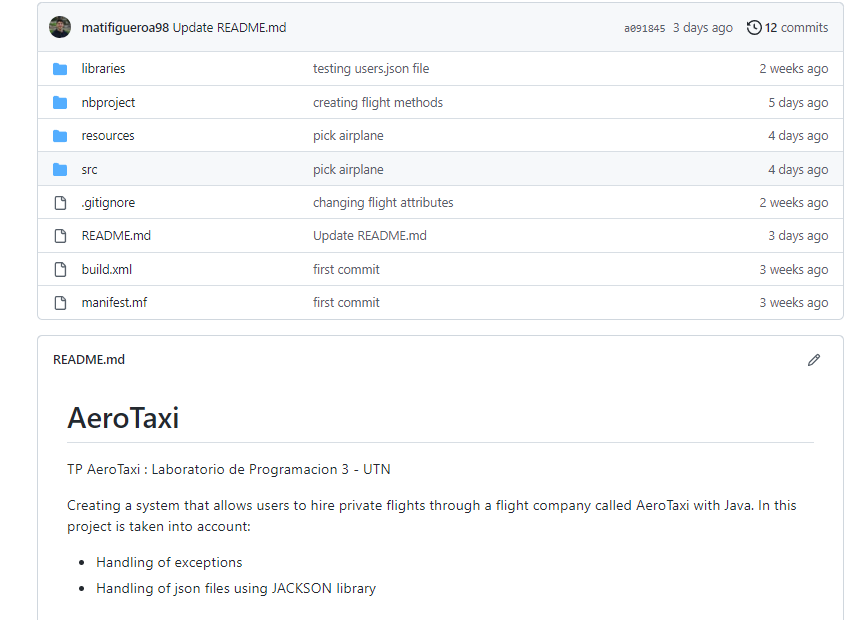 matifigueroa98 Update README.md a091845 3 days ago 12 commits
libraries testing users.json file 2 weeks ago
nbproject creating flight methods 5 days ago
resources pick airplane 4 days ago
src pick airplane 4 days ago
.gitignore changing flight attributes 2 weeks ago
README.md Update README.md 3 days ago
build.xml first commit 3 weeks ago
manifest.mf first commit 3 weeks ago
README.md
AeroTaxi
TP AeroTaxi : Laboratorio de Programacion 3 - UTN
Creating a system that allows users to hire private flights through a flight company called AeroTaxi with Java. In this
project is taken into account:
• Handling of exceptions
• Handling of json files using JACKSON library